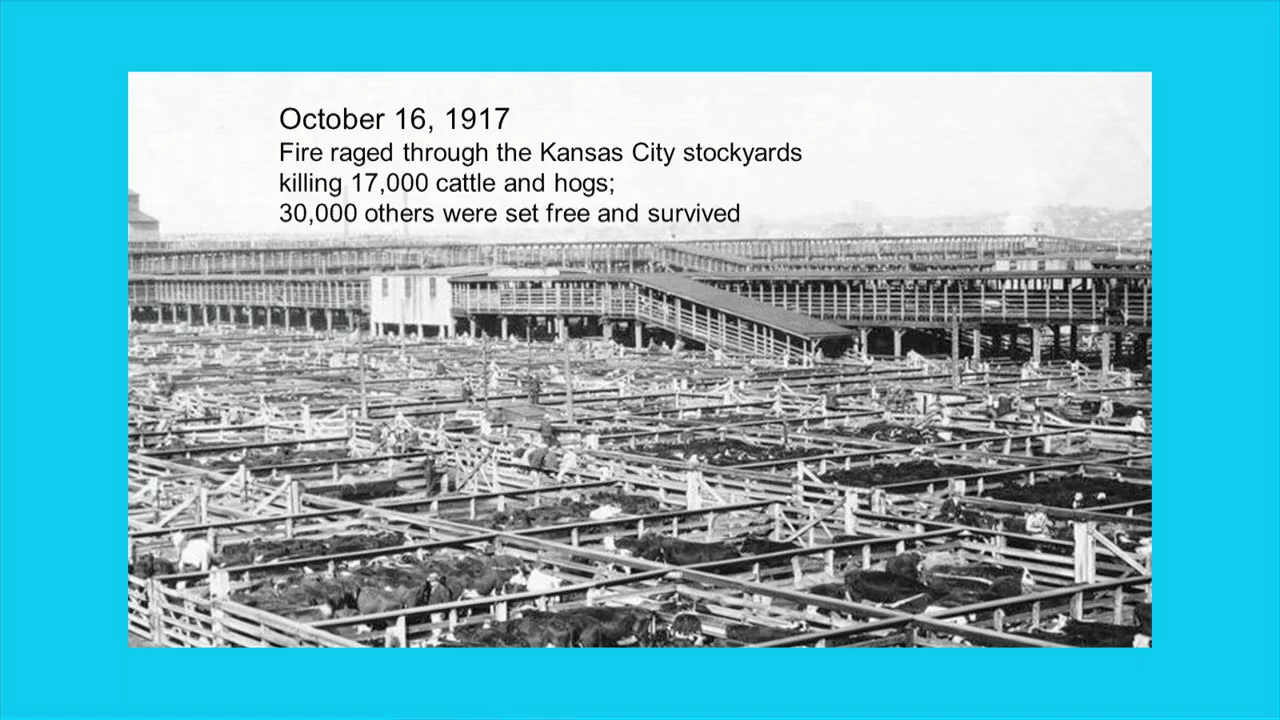 October 16, 1917
Fire raged through the Kansas City stockyards
killing 17,000 cattle and hogs;
30,000 others were set free and survived